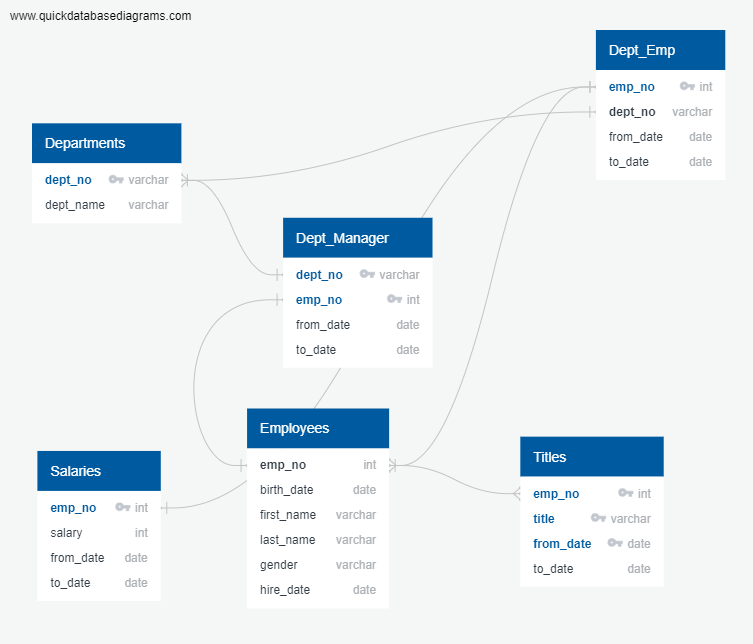 www.quickdatabasediagrams.com
Dept_Emp
emp_no int
dept_no varchar
from_date date
to_date date
Departments
dept_no varchar
dept_name varchar
Dept_Manager
dept_no varchar
emp_no int
from_date date
to_date date
Employees
emp_no int
birth_date date
first_name varchar
last_name varchar
gender varchar
hire_date date
Salaries
emp_no int
salary int
from_date date
to_date date
Titles
emp_no int
title varchar
from_date date
to_date date